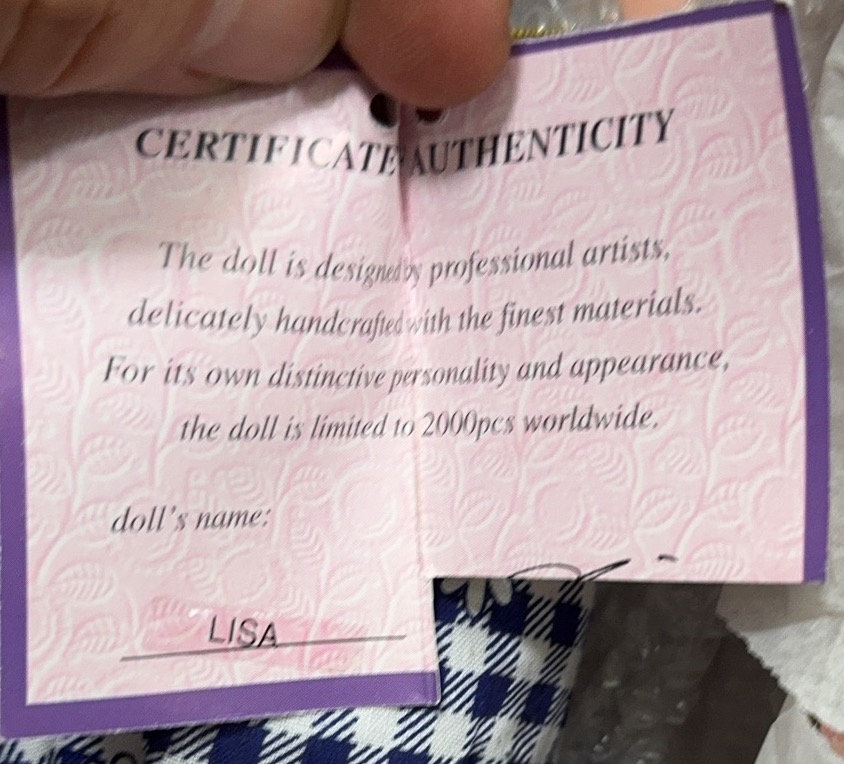 CERTIFICATE AUTHENTICITY
The doll is designed by professional artists,
delicately handcrafted with the finest materials.
For its own distinctive personality and appearance,
the doll is limited to 2000pcs worldwide.
doll's name:
LISA